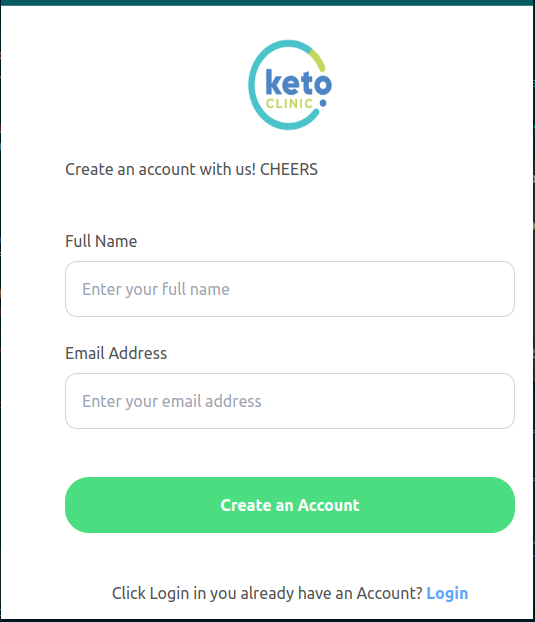 keto
CLINIC
Create an account with us! CHEERS
Full Name
Enter your full name
Email Address
Enter your email address
Create an Account
Click Login in you already have an Account? Login